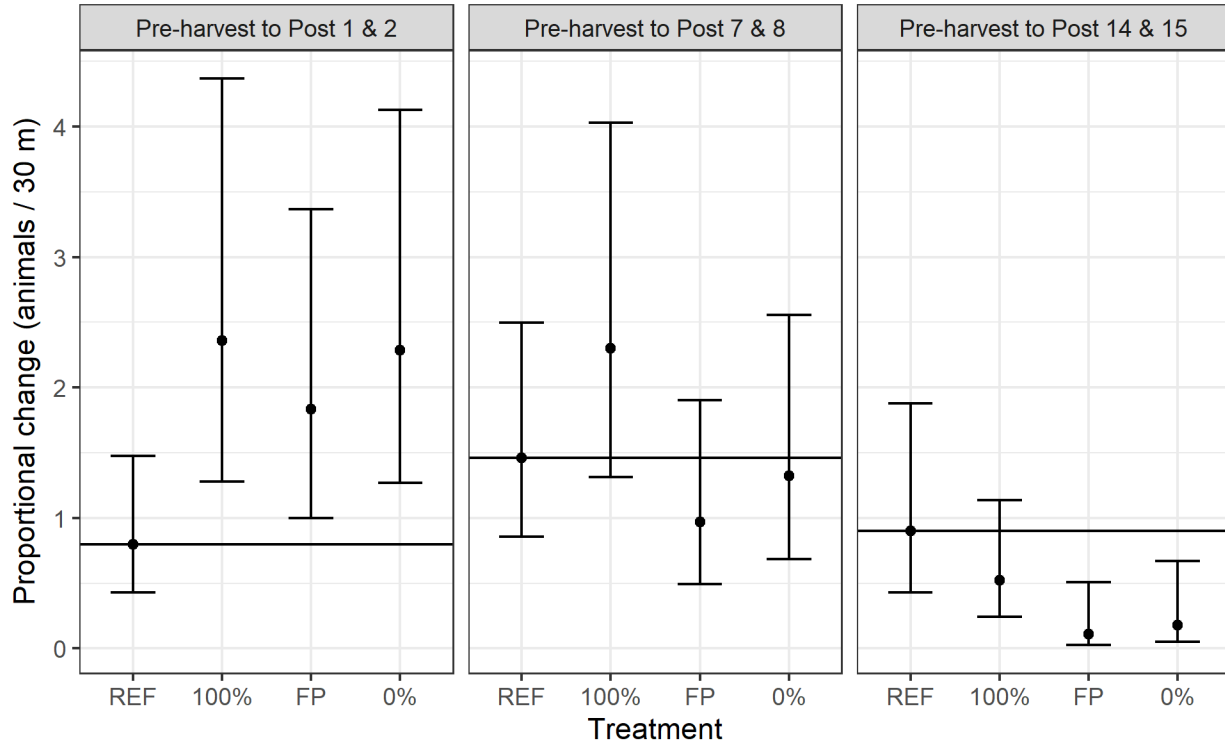 Pre-harvest to Post 1 & 2 Pre-harvest to Post 7 & 8 Pre-harvest to Post 14 & 15
Proportional change (animals / 30 m)
4
3
2
1
0
REF 100% FP 0% REF 100% FP 0% REF 100% FP 0%
Treatment